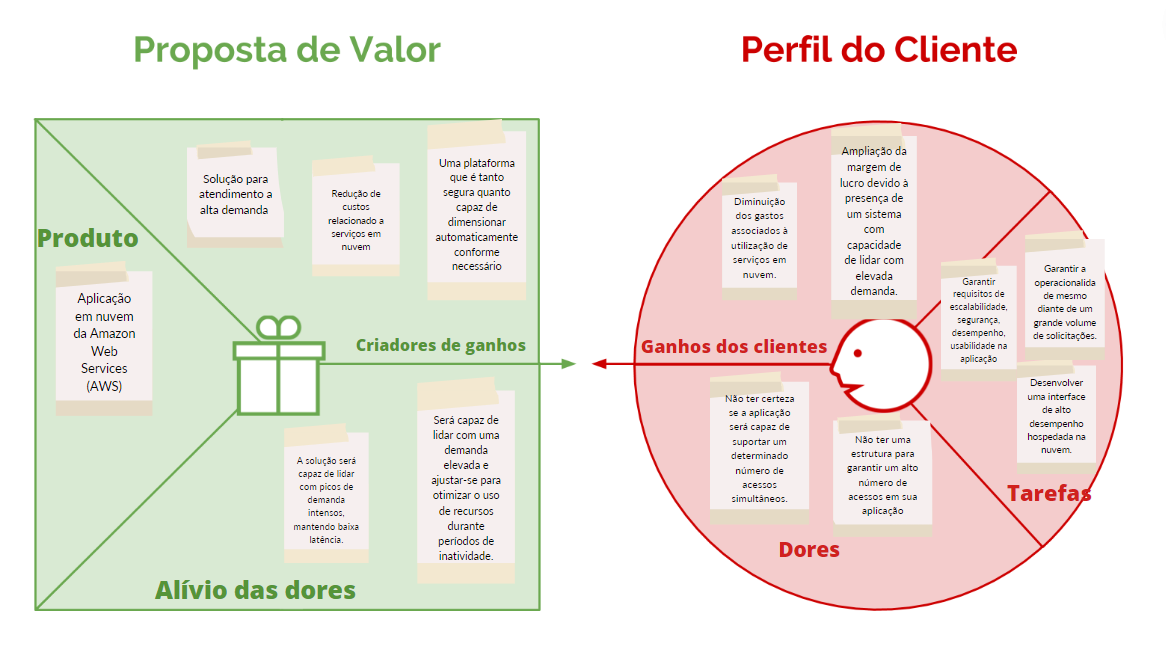 Proposta de Valor
Perfil do Cliente
Solução para
atendimento a
alta demanda
Redução de
custos
relacionado a
serviços em
nuvem
Uma plataforma
que é tanto
segura quanto
capaz de
dimensionar
automaticamente
conforme
necessário
Produto
Aplicação
em nuvem
da Amazon
Web
Services
(AWS)
Criadores de ganhos
A solução será
capaz de lidar
com picos de
demanda
intensos,
mantendo baixa
latência.
Será capaz de
lidar com uma
demanda
elevada e
ajustar-se para
otimizar o uso
de recursos
durante
períodos de
inatividade.
Alívio das dores
Diminuição
dos gastos
associados à
utilização de
serviços em
nuvem.
Ampliação da
margem de
lucro devido à
presença de
um sistema
com
capacidade
de lidar com
elevada
demanda.
Ganhos dos clientes
Garantir
requisitos de
escalabilidade,
segurança,
desempenho,
usabilidade na
aplicação
Garantir a
operacionalida
de mesmo
diante de um
grande volume
de solicitações.
Desenvolver
uma interface
de alto
desempenho
hospedada na
nuvem.
Tarefas
Não ter certeza
se a aplicação
será capaz de
suportar um
determinado
número de
acessos
simultâneos.
Não ter uma
estrutura para
garantir um alto
número de
acessos em sua
aplicação
Dores